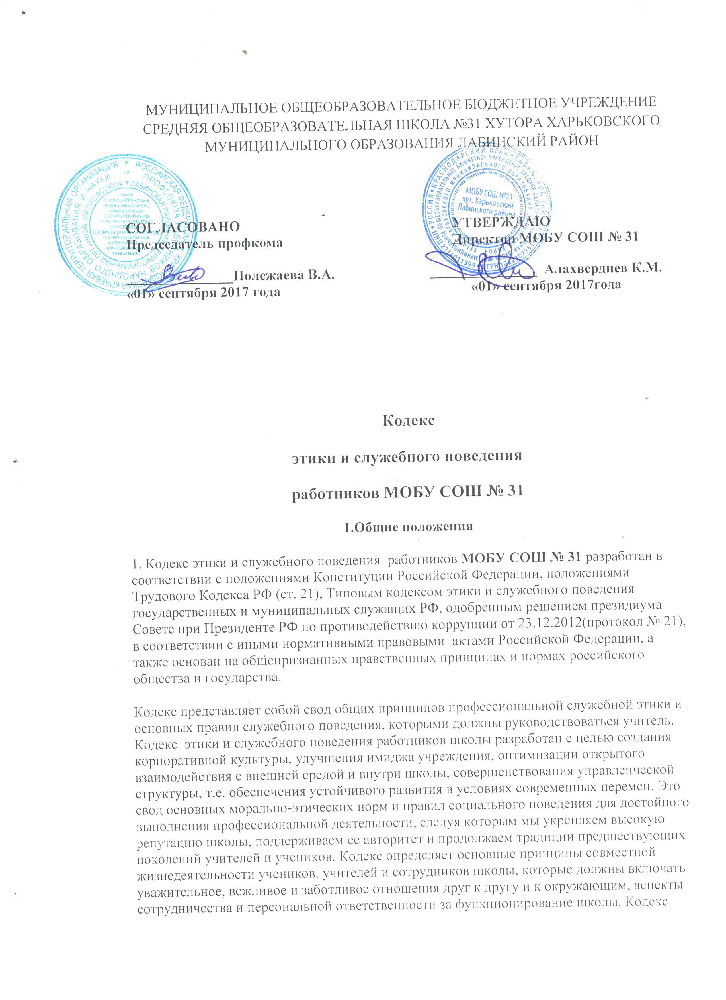 МУНИЦИПАЛЬНОЕ ОБЩЕОБРАЗОВАТЕЛЬНОЕ БЮДЖЕТНОЕ УЧРЕЖДЕНИЕ
СРЕДНЯЯ ОБЩЕОБРАЗОВАТЕЛЬНАЯ ШКОЛА №31 ХУТОРА ХАРЬКОВСКОГО
МУНИЦИПАЛЬНОГО ОБРАЗОВАНИЯ ЛАБИНСКИЙ РАЙОН
СОГЛАСОВАНО
Председатель профкома
Полежаева В.А.
«01» сентября 2017 года
МОБУ СОШ №31
хут. Харьковский
Лабинского района
УТВЕРЖДАЮ
Директор МОБУ СОШ № 31
Алахвердиев К.М.
«01» сентября 2017года
Кодекс
этики и служебного поведения
работников МОБУ СОШ № 31
1.Общие положения
1. Кодекс этики и служебного поведения работников МОБУ СОШ № 31 разработан в
соответствии с положениями Конституции Российской Федерации, положениями
Трудового Кодекса РФ (ст. 21), Типовым кодексом этики и служебного поведения
государственных и муниципальных служащих РФ, одобренным решением президиума
Совете при Президенте РФ по противодействию коррупции от 23.12.2012(протокол № 21),
в соответствии с иными нормативными правовыми актами Российской Федерации, а
также основан на общепризнанных нравственных принципах и нормах российского
общества и государства.
Кодекс представляет собой свод общих принципов профессиональной служебной этики и
основных правил служебного поведения, которыми должны руководствоваться учитель.
Кодекс этики и служебного поведения работников школы разработан с целью создания
корпоративной культуры, улучшения имиджа учреждения, оптимизации открытого
взаимодействия с внешней средой и внутри школы, совершенствования управленческой
структуры, т.е. обеспечения устойчивого развития в условиях современных перемен. Это
свод основных морально-этических норм и правил социального поведения для достойного
выполнения профессиональной деятельности, следуя которым мы укрепляем высокую
репутацию школы, поддерживаем ее авторитет и продолжаем традиции предшествующих
поколений учителей и учеников. Кодекс определяет основные принципы совместной
жизнедеятельности учеников, учителей и сотрудников школы, которые должны включать
уважительное, вежливое и заботливое отношения друг к другу и к окружающим, аспекты
сотрудничества и персональной ответственности за функционирование школы. Кодекс